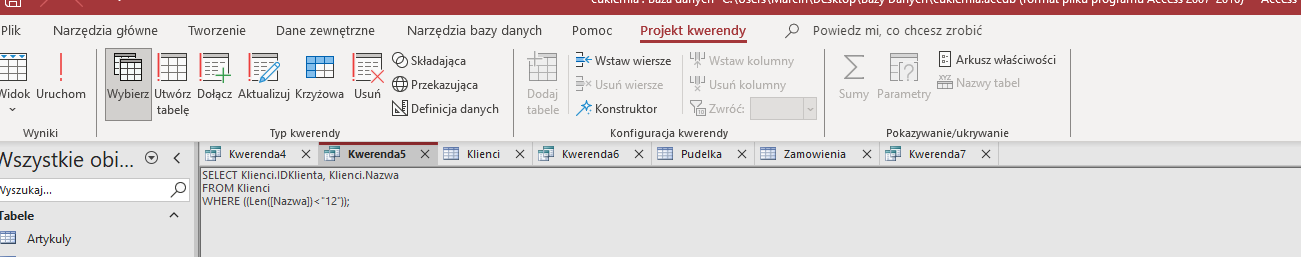 cukiernia : Baza danych- C:\Users\Marcin\Desktop\Bazy Danych\cukiernia.accdb (format pliku programu Access 2007-2016) - Access
Plik Narzędzia główne Tworzenie Dane zewnętrzne Narzędzia bazy danych Pomoc Projekt kwerendy Powiedz mi, co chcesz zrobić
Widok Uruchom Wybierz Utwórz tabelę Dołącz Aktualizuj Krzyżowa Usuń
Składająca
Przekazująca
Definicja danych
Dodaj tabele
Wstaw wiersze
Usuń wiersze
Konstruktor
Wstaw kolumny
Usuń kolumny
Zwróć:
Sumy Parametry
Arkusz właściwości
XYZ Nazwy tabel
Wyniki Typ kwerendy Konfiguracja kwerendy Pokazywanie/ukrywanie
Wszystkie obi...
Kwerenda4 Kwerenda5 Klienci Kwerenda6 Pudelka Zamowienia Kwerenda7
Wyszukaj...
Tabele
Artykuly
SELECT Klienci.IDKlienta, Klienci.Nazwa
FROM Klienci
WHERE ((Len([Nazwa])<"12"));